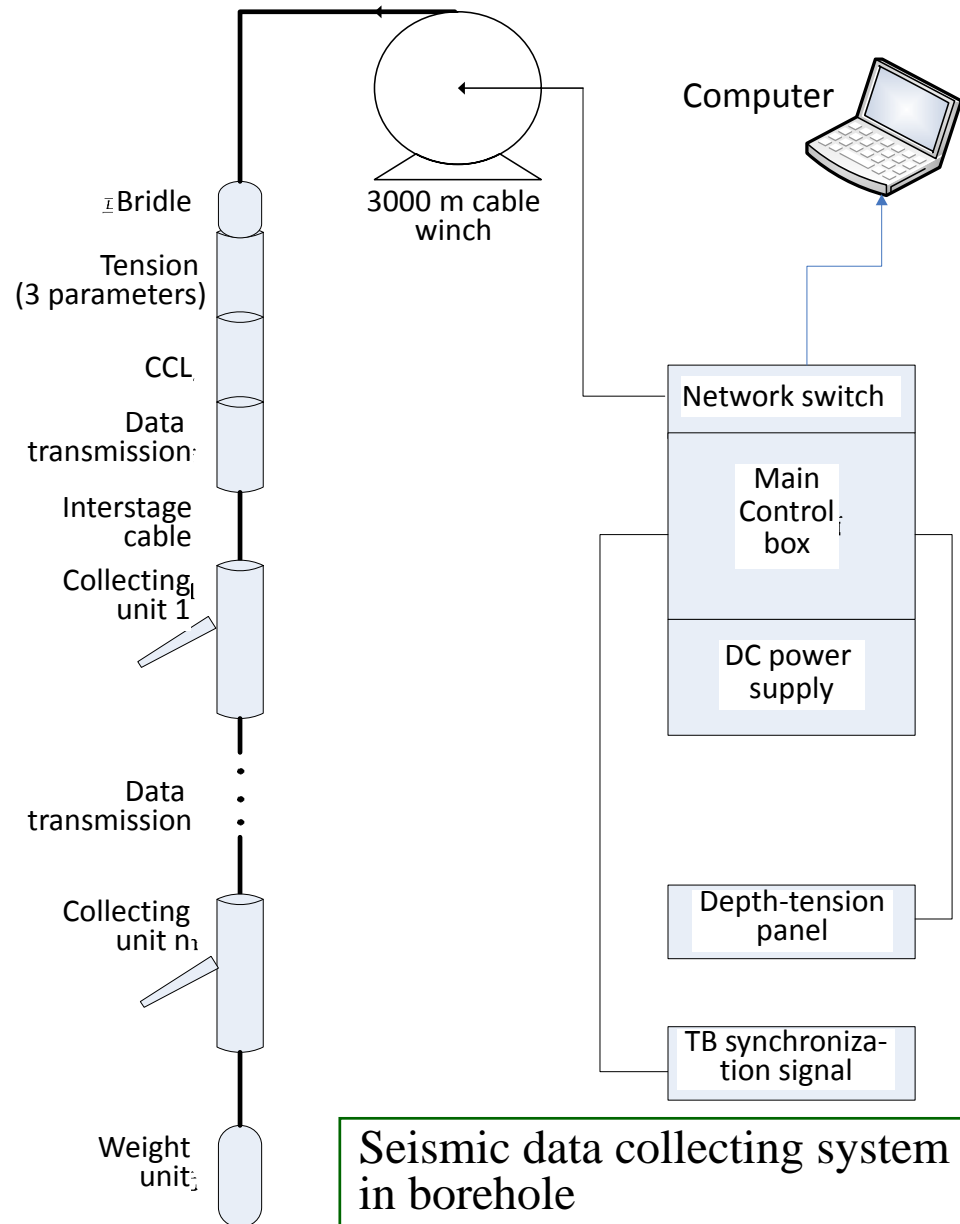 Computer
Bridle
3000 m cable
winch
Tension
(3 parameters)
CCL
Network switch
Data
transmission
Main
Control
box
Interstage
cable
Collecting
unit 1
DC power
supply
Data
transmission
Depth-tension
panel
Collecting
unit n
TB synchroniza-
tion signal
Weight
unit
Seismic data collecting system
in borehole